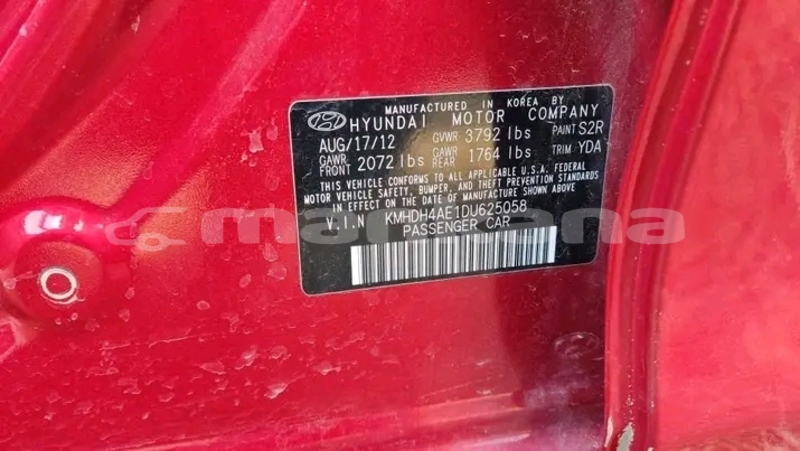 MANUFACTURED IN KOREA BY
HYUNDAI MOTOR COMPANY
AUG/17/12 GVWR 3792 lbs PAINT S2R
GAWR FRONT 2072 lbs GAWR REAR 1764 lbs TRIM YDA
THIS VEHICLE CONFORMS TO ALL APPLICABLE U.S.A. FEDERAL
MOTOR VEHICLE SAFETY, BUMPER, AND THEFT PREVENTION STANDARDS
IN EFFECT ON THE DATE OF MANUFACTURE SHOWN ABOVE.
V.I.N KMHDH4AE1DU625058
PASSENGER CAR